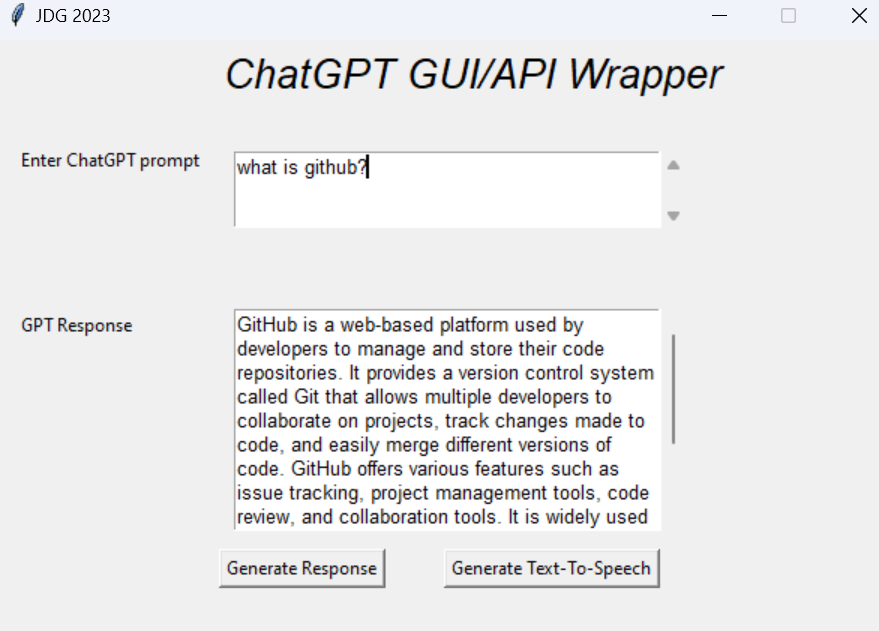 JDG 2023
ChatGPT GUI/API Wrapper
Enter ChatGPT prompt
what is github?
GPT Response
GitHub is a web-based platform used by
developers to manage and store their code
repositories. It provides a version control system
called Git that allows multiple developers to
collaborate on projects, track changes made to
code, and easily merge different versions of
code. GitHub offers various features such as
issue tracking, project management tools, code
review, and collaboration tools. It is widely used
Generate Response
Generate Text-To-Speech